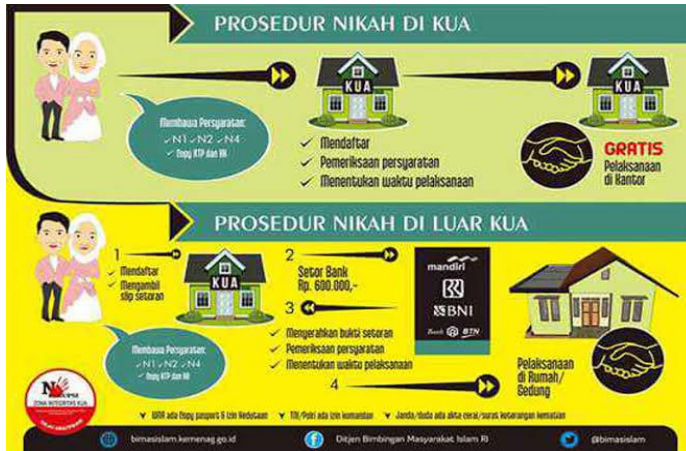 PROSEDUR NIKAH DI KUA
Membawa Persyaratan:
✓N1 ✓N2 ✓N4
✓ Copy KTP dan KK
KUA
✓ Mendaftar
✓ Pemeriksaan persyaratan
✓ Menentukan waktu pelaksanaan
KUA
GRATIS
Pelaksanaan
di Kantor
PROSEDUR NIKAH DI LUAR KUA
1
✓ Mendaftar
✓ Mengambil
slip setoran
KUA
Membawa Persyaratan:
✓N1 ✓N2 ✓N4
✓ Copy KTP dan KK
2
Setor Bank
Rp. 600.000,-
mandiri
BRI
BNI
Bank BTN
3
✓ Menyerahkan bukti setoran
✓ Pemeriksaan persyaratan
✓ Menentukan waktu pelaksanaan
4
Pelaksanaan
di Rumah/
Gedung
ZONA INTEGRITAS KUA
WNA ada Copy pasport & Izin Kedutaan
TNI/Polri ada izin komandan
Janda/duda ada akta cerai/suras keterangan kematian
bimasislam.kemenag.go.id
Ditjen Bimbingan Masyarakat Islam RI
@bimasislam